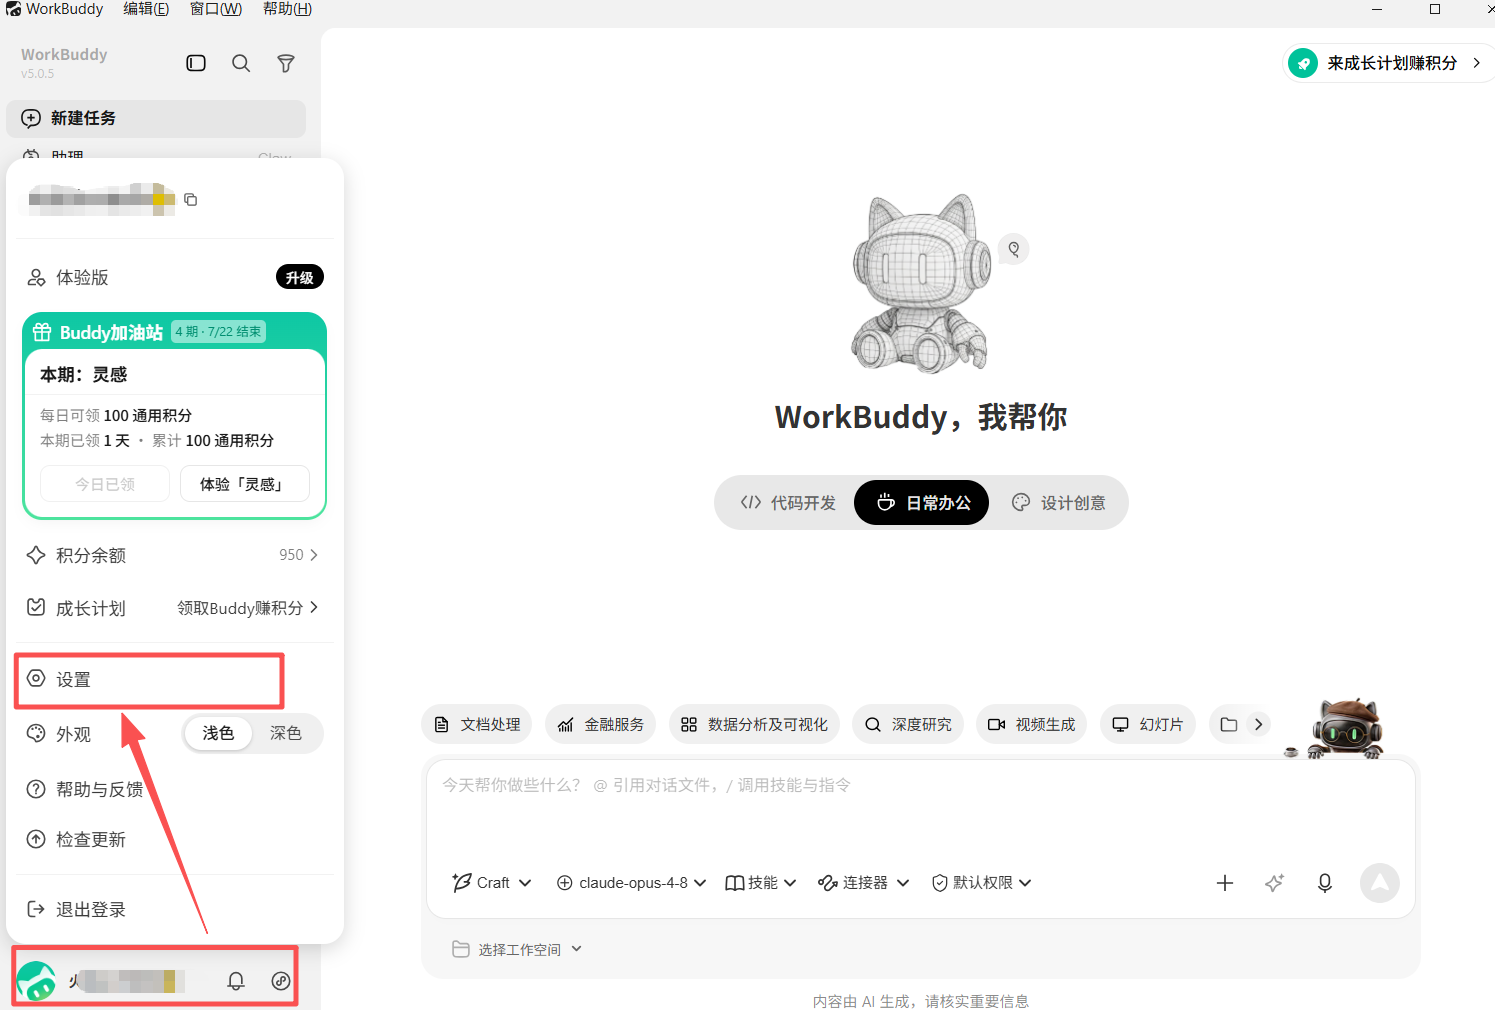 WorkBuddy 编辑(E) 窗口(W) 帮助(H)
WorkBuddy
v5.0.5
来成长计划赚积分
新建任务
助理 Claw
体验版 升级
Buddy加油站 4 期 · 7/22 结束
本期：灵感
每日可领 100 通用积分
本期已领 1 天 · 累计 100 通用积分
今日已领 体验「灵感」
积分余额 950
成长计划 领取Buddy赚积分
设置
外观 浅色 深色
帮助与反馈
检查更新
退出登录
火
WorkBuddy，我帮你
代码开发 日常办公 设计创意
文档处理 金融服务 数据分析及可视化 深度研究 视频生成 幻灯片
今天帮你做些什么？ @ 引用对话文件，/ 调用技能与指令
Craft claude-opus-4-8 技能 连接器 默认权限
选择工作空间
内容由 AI 生成，请核实重要信息